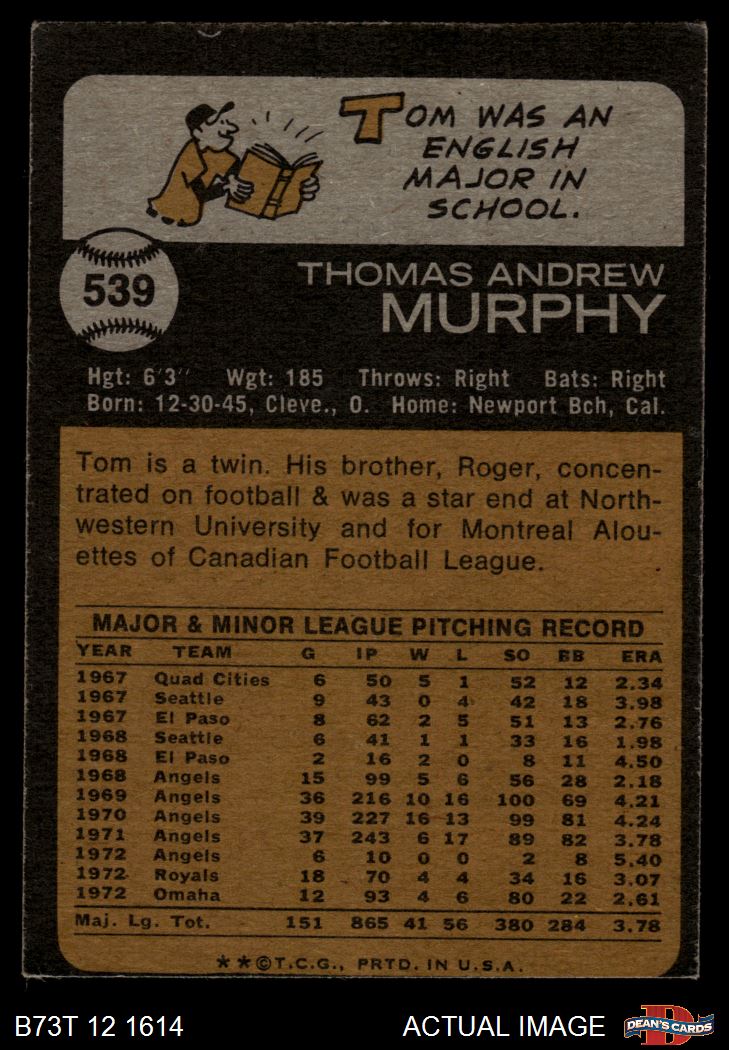 TOM WAS AN
ENGLISH
MAJOR IN
SCHOOL.
539
THOMAS ANDREW
MURPHY
Hgt: 6'3" Wgt: 185 Throws: Right Bats: Right
Born: 12-30-45, Cleve., O. Home: Newport Bch, Cal.
Tom is a twin. His brother, Roger, concen-
trated on football & was a star end at North-
western University and for Montreal Alou-
ettes of Canadian Football League.
MAJOR & MINOR LEAGUE PITCHING RECORD
YEAR TEAM G IP W L SO BB ERA
1967 Quad Cities 6 50 5 1 52 12 2.34
1967 Seattle 9 43 0 4 42 18 3.98
1967 El Paso 8 62 2 5 51 13 2.76
1968 Seattle 6 41 1 1 33 16 1.98
1968 El Paso 2 16 2 0 8 11 4.50
1968 Angels 15 99 5 6 56 28 2.18
1969 Angels 36 216 10 16 100 69 4.21
1970 Angels 39 227 16 13 99 81 4.24
1971 Angels 37 243 6 17 89 82 3.78
1972 Angels 6 10 0 0 2 8 5.40
1972 Royals 18 70 4 4 34 16 3.07
1972 Omaha 12 93 4 6 80 22 2.61
Maj. Lg. Tot. 151 865 41 56 380 284 3.78
**©T.C.G., PRTD. IN U.S.A.
B73T 12 1614 ACTUAL IMAGE DEAN'S CARDS